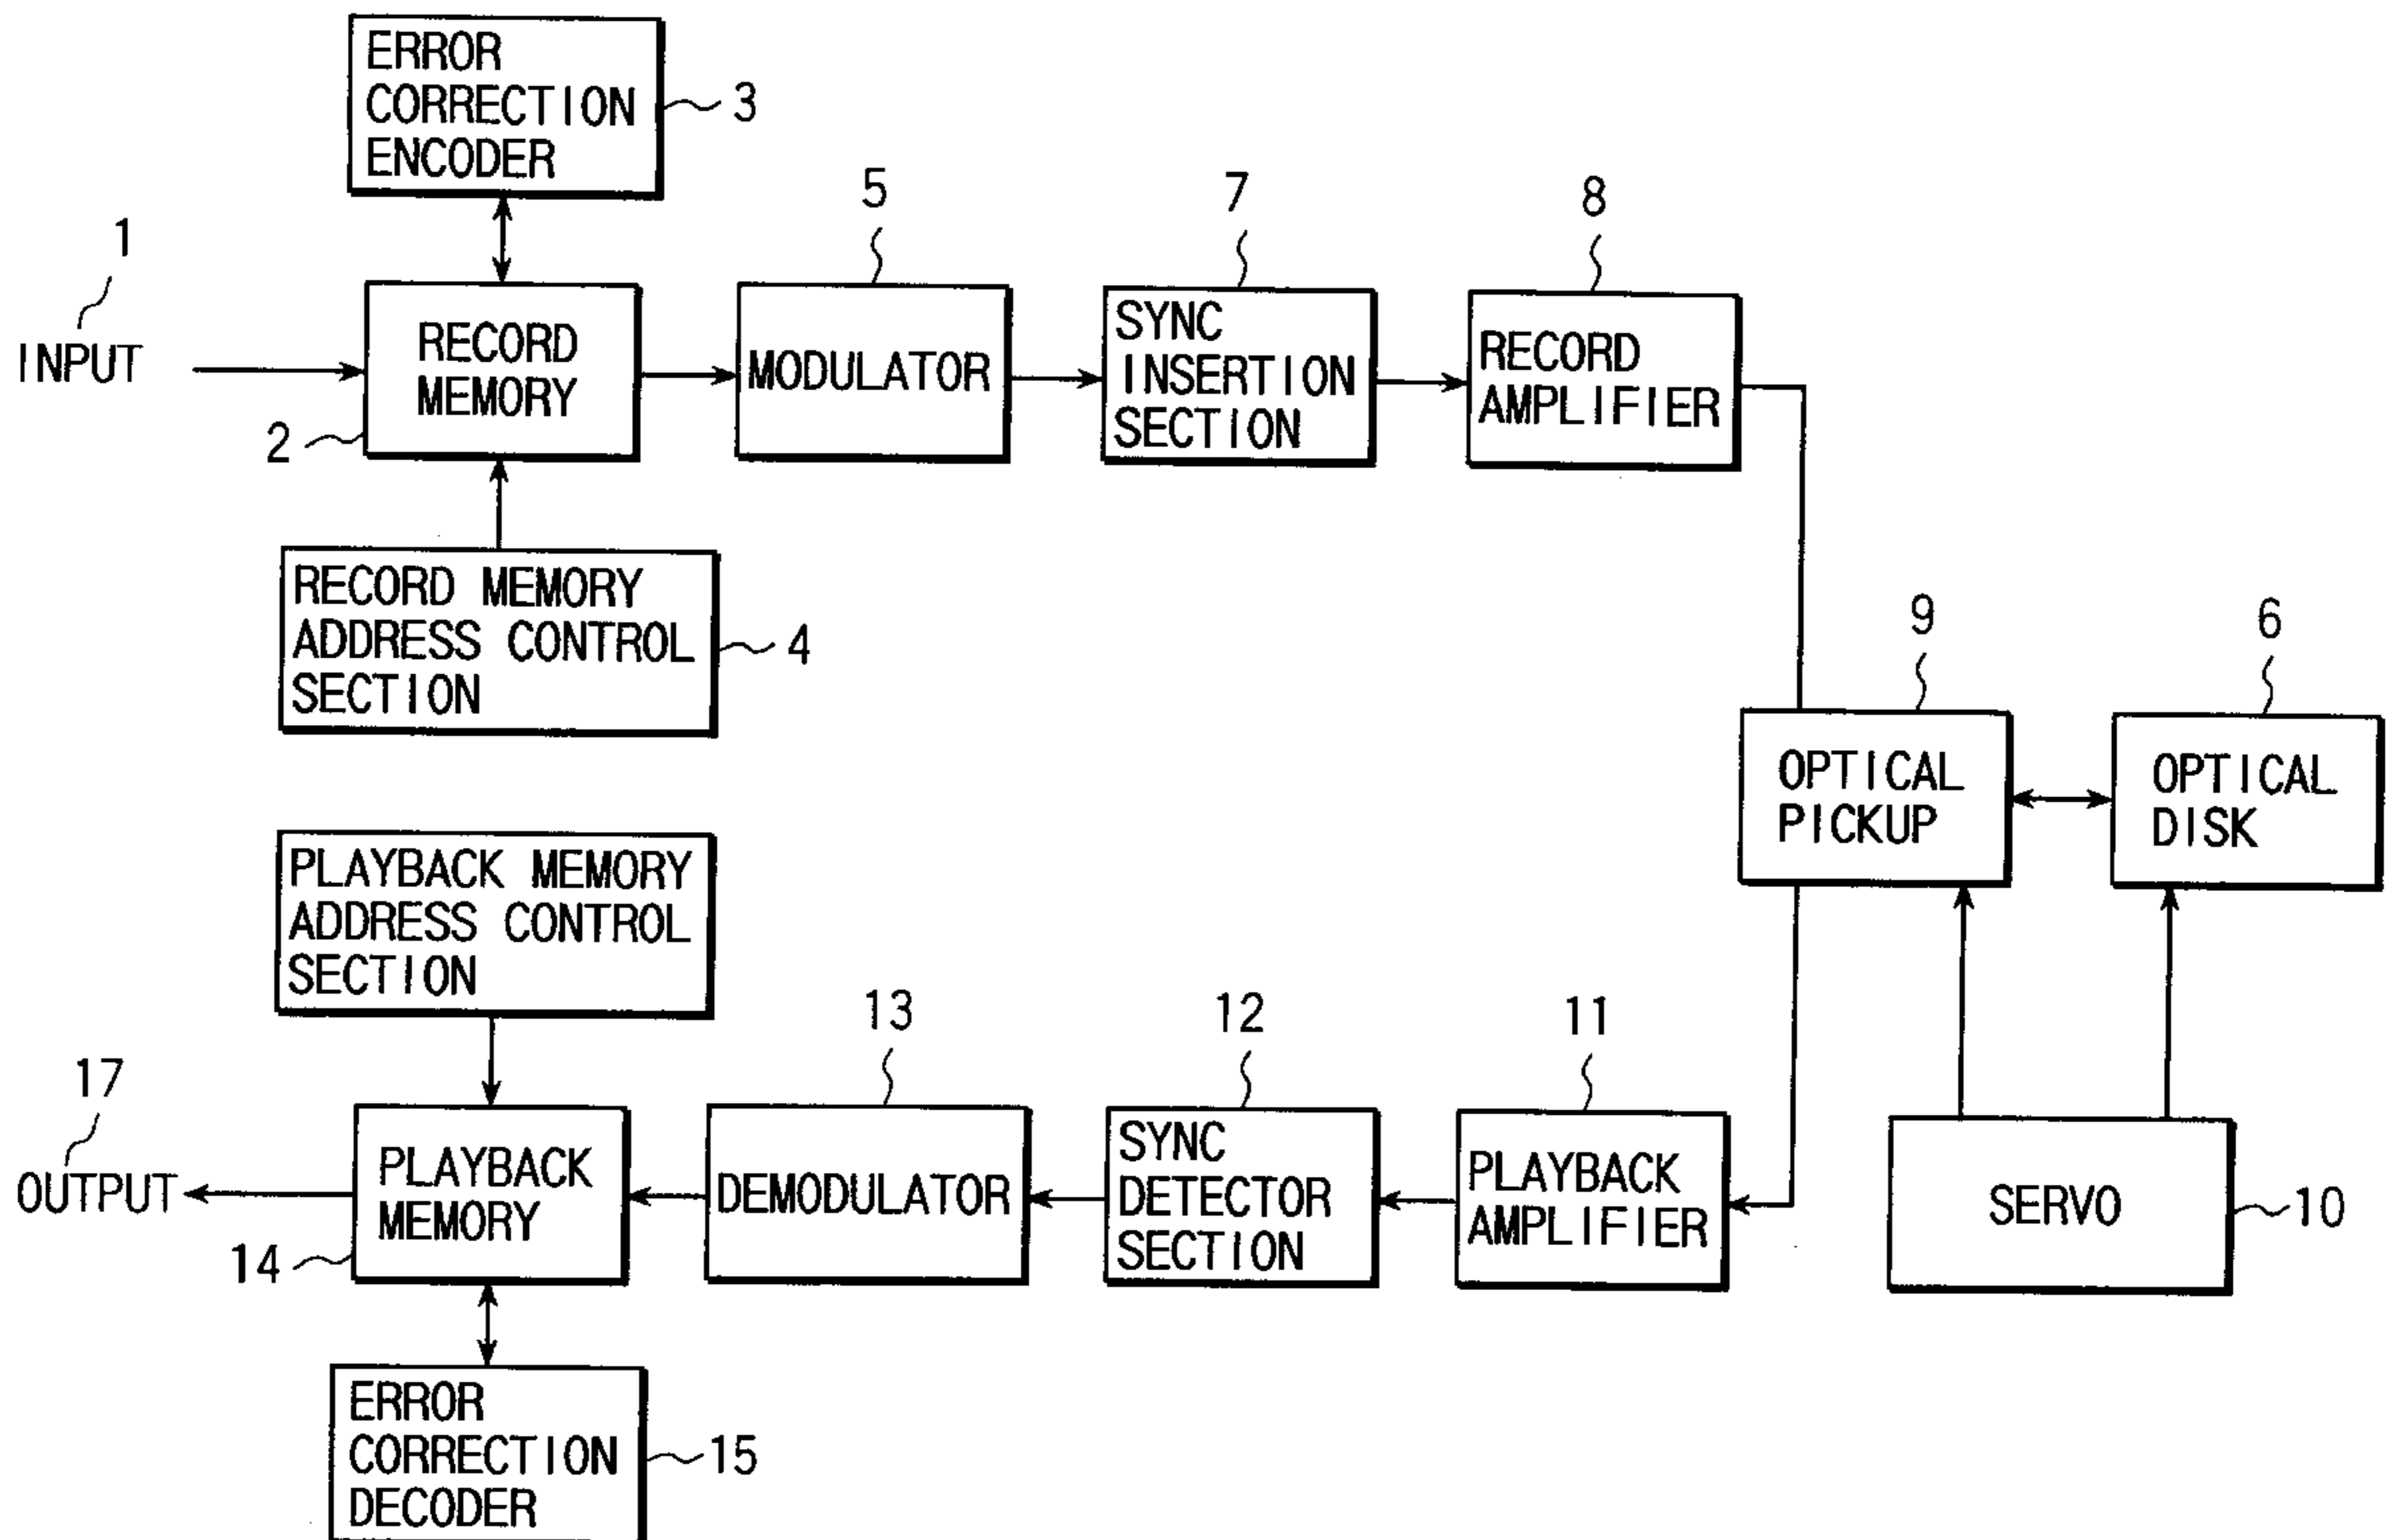 ERROR
CORRECTION
ENCODER
3
1
INPUT
RECORD
MEMORY
2
5
MODULATOR
7
SYNC
INSERTION
SECTION
8
RECORD
AMPLIFIER
RECORD MEMORY
ADDRESS CONTROL
SECTION
4
9
OPTICAL
PICKUP
6
OPTICAL
DISK
PLAYBACK MEMORY
ADDRESS CONTROL
SECTION
17
OUTPUT
PLAYBACK
MEMORY
14
13
DEMODULATOR
12
SYNC
DETECTOR
SECTION
11
PLAYBACK
AMPLIFIER
SERVO
10
ERROR
CORRECTION
DECODER
15